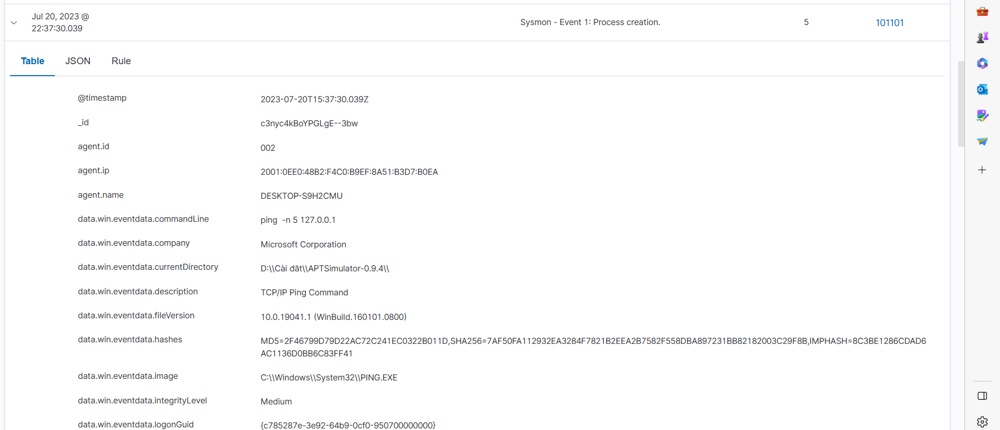 Jul 20, 2023 @
22:37:30.039
Sysmon - Event 1: Process creation.
5
101101
Table
JSON
Rule
@timestamp
2023-07-20T15:37:30.039Z
_id
c3nyc4kBoYPGLgE--3bw
agent.id
002
agent.ip
2001:0EE0:48B2:F4C0:B9EF:8A51:B3D7:B0EA
agent.name
DESKTOP-S9H2CMU
data.win.eventdata.commandLine
ping  -n 5 127.0.0.1
data.win.eventdata.company
Microsoft Corporation
data.win.eventdata.currentDirectory
D:\\Cài đăt\\APTSimulator-0.9.4\\
data.win.eventdata.description
TCP/IP Ping Command
data.win.eventdata.fileVersion
10.0.19041.1 (WinBuild.160101.0800)
data.win.eventdata.hashes
MD5=2F46799D79D22AC72C241EC0322B011D,SHA256=7AF50FA112932EA3284F7821B2EEA2B7582F558DBA897231BB82182003C29F8B,IMPHASH=8C3BE1286CDAD6
AC1136D0BB6C83FF41
data.win.eventdata.image
C:\\Windows\\System32\\PING.EXE
data.win.eventdata.integrityLevel
Medium
data.win.eventdata.logonGuid
{c785287e-3e92-64b9-0cf0-950700000000}